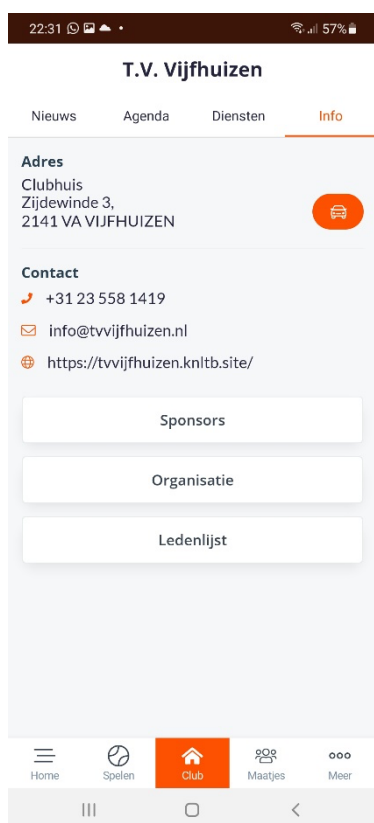 22:31 57%
T.V. Vijfhuizen
Nieuws Agenda Diensten Info
Adres
Clubhuis
Zijdewinde 3,
2141 VA VIJFHUIZEN
Contact
+31 23 558 1419
info@tvvijfhuizen.nl
https://tvvijfhuizen.knltb.site/
Sponsors
Organisatie
Ledenlijst
Home Spelen Club Maatjes Meer